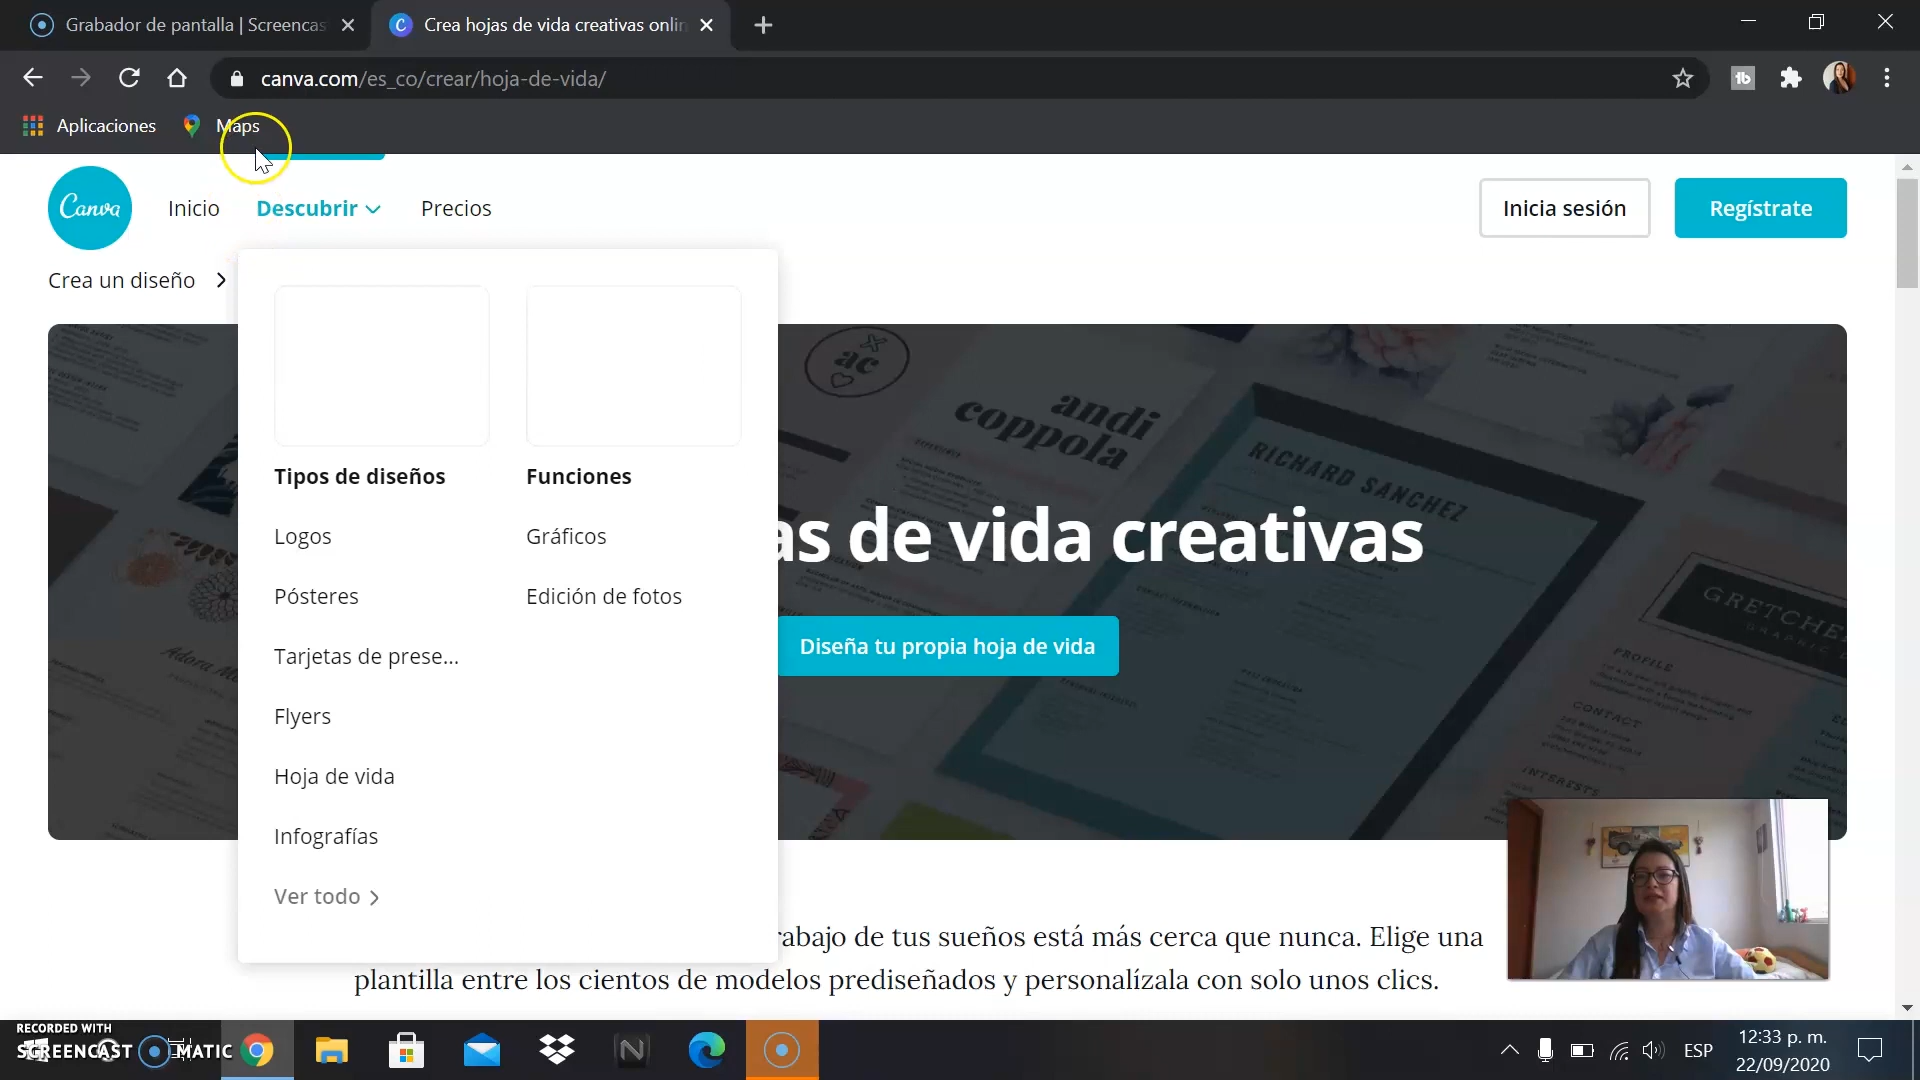 Grabador de pantalla | Screencas
Crea hojas de vida creativas onlin
canva.com/es_co/crear/hoja-de-vida/
Aplicaciones
Maps
Canva
Inicio
Descubrir
Precios
Inicia sesión
Regístrate
Crea un diseño
Tipos de diseños
Funciones
Logos
Gráficos
Pósteres
Edición de fotos
Tarjetas de prese...
Flyers
Hoja de vida
Infografías
Ver todo
ac
andi
coppola
RICHARD SANCHEZ
as de vida creativas
Diseña tu propia hoja de vida
PROFILE
CONTACT
INTERESTS
rabajo de tus sueños está más cerca que nunca. Elige una
plantilla entre los cientos de modelos prediseñados y personalízala con solo unos clics.
RECORDED WITH
SCREENCAST MATIC
ESP
12:33 p. m.
22/09/2020